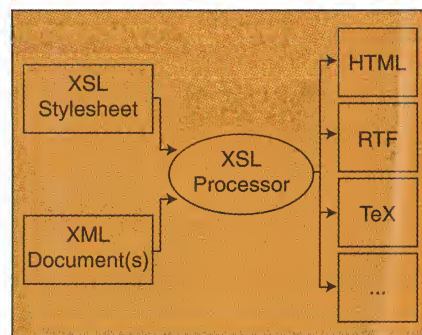 XSL
Stylesheet
XML
Document(s)
XSL
Processor
HTML
RTF
TeX
...